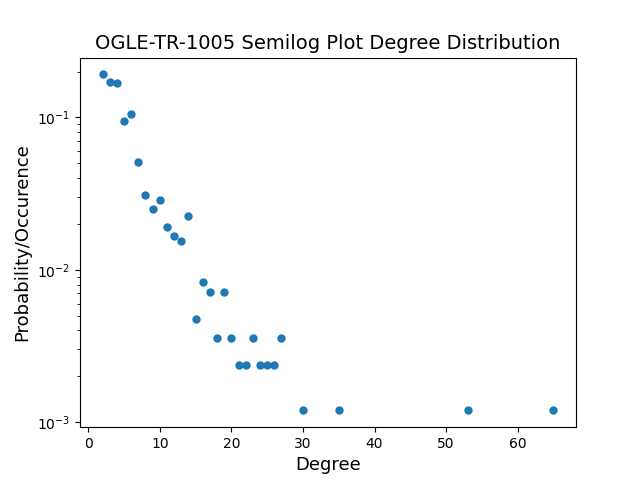 OGLE-TR-1005 Semilog Plot Degree Distribution
Probability/Occurence
10⁻¹
10⁻²
10⁻³
0 10 20 30 40 50 60
Degree